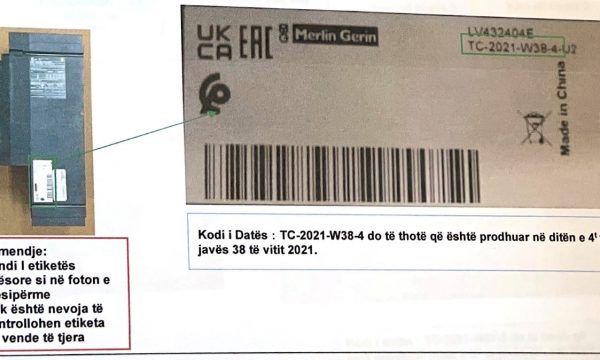 UK
CA
EAC
Merlin Gerin
LV432404E
TC-2021-W38-4-U2
Made in China
Kodi i Datës : TC-2021-W38-4 do të thotë që është prodhuar në ditën e 4t
javës 38 të vitit 2021.
mendje:
ndi I etiketës
ësore si në foton e
esipërme
k është nevoja të
ntrollohen etiketa
vende të tjera